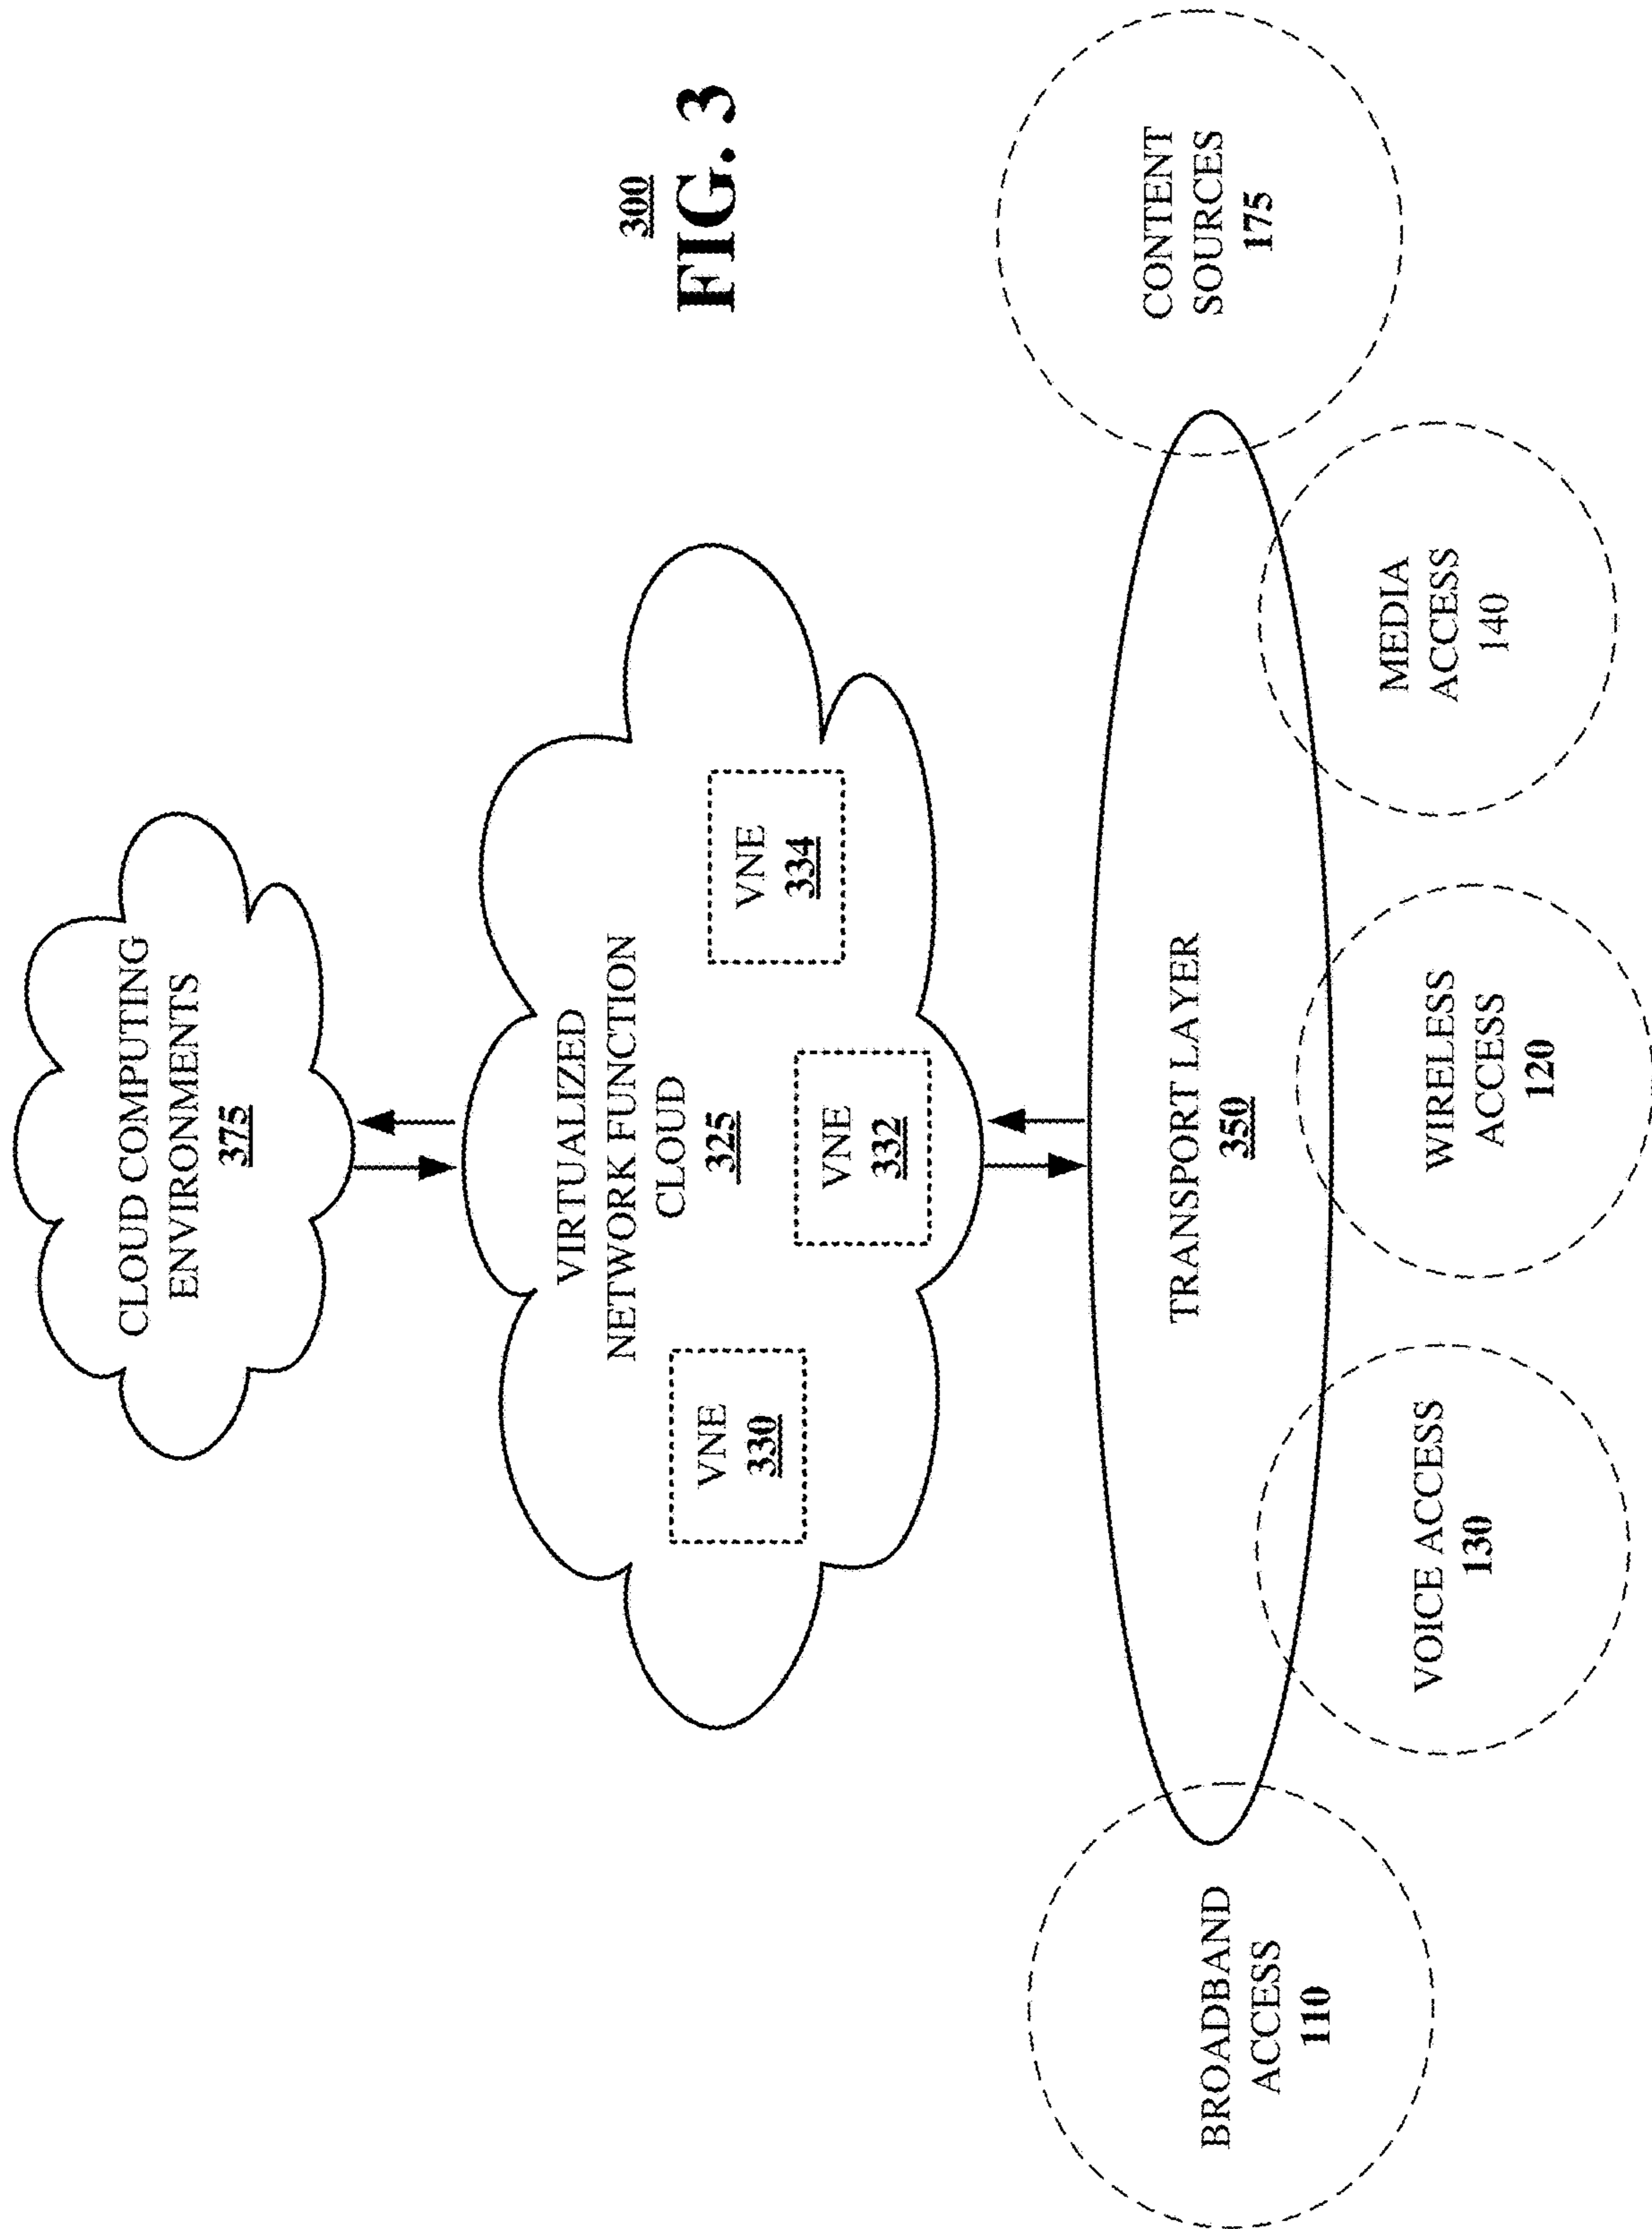 CLOUD COMPUTING
ENVIRONMENTS
375
VIRTUALIZED
NETWORK FUNCTION
CLOUD
325
VNE
330
VNE
332
VNE
334
300
FIG. 3
TRANSPORT LAYER
350
BROADBAND
ACCESS
110
VOICE ACCESS
130
WIRELESS
ACCESS
120
MEDIA
ACCESS
140
CONTENT
SOURCES
175